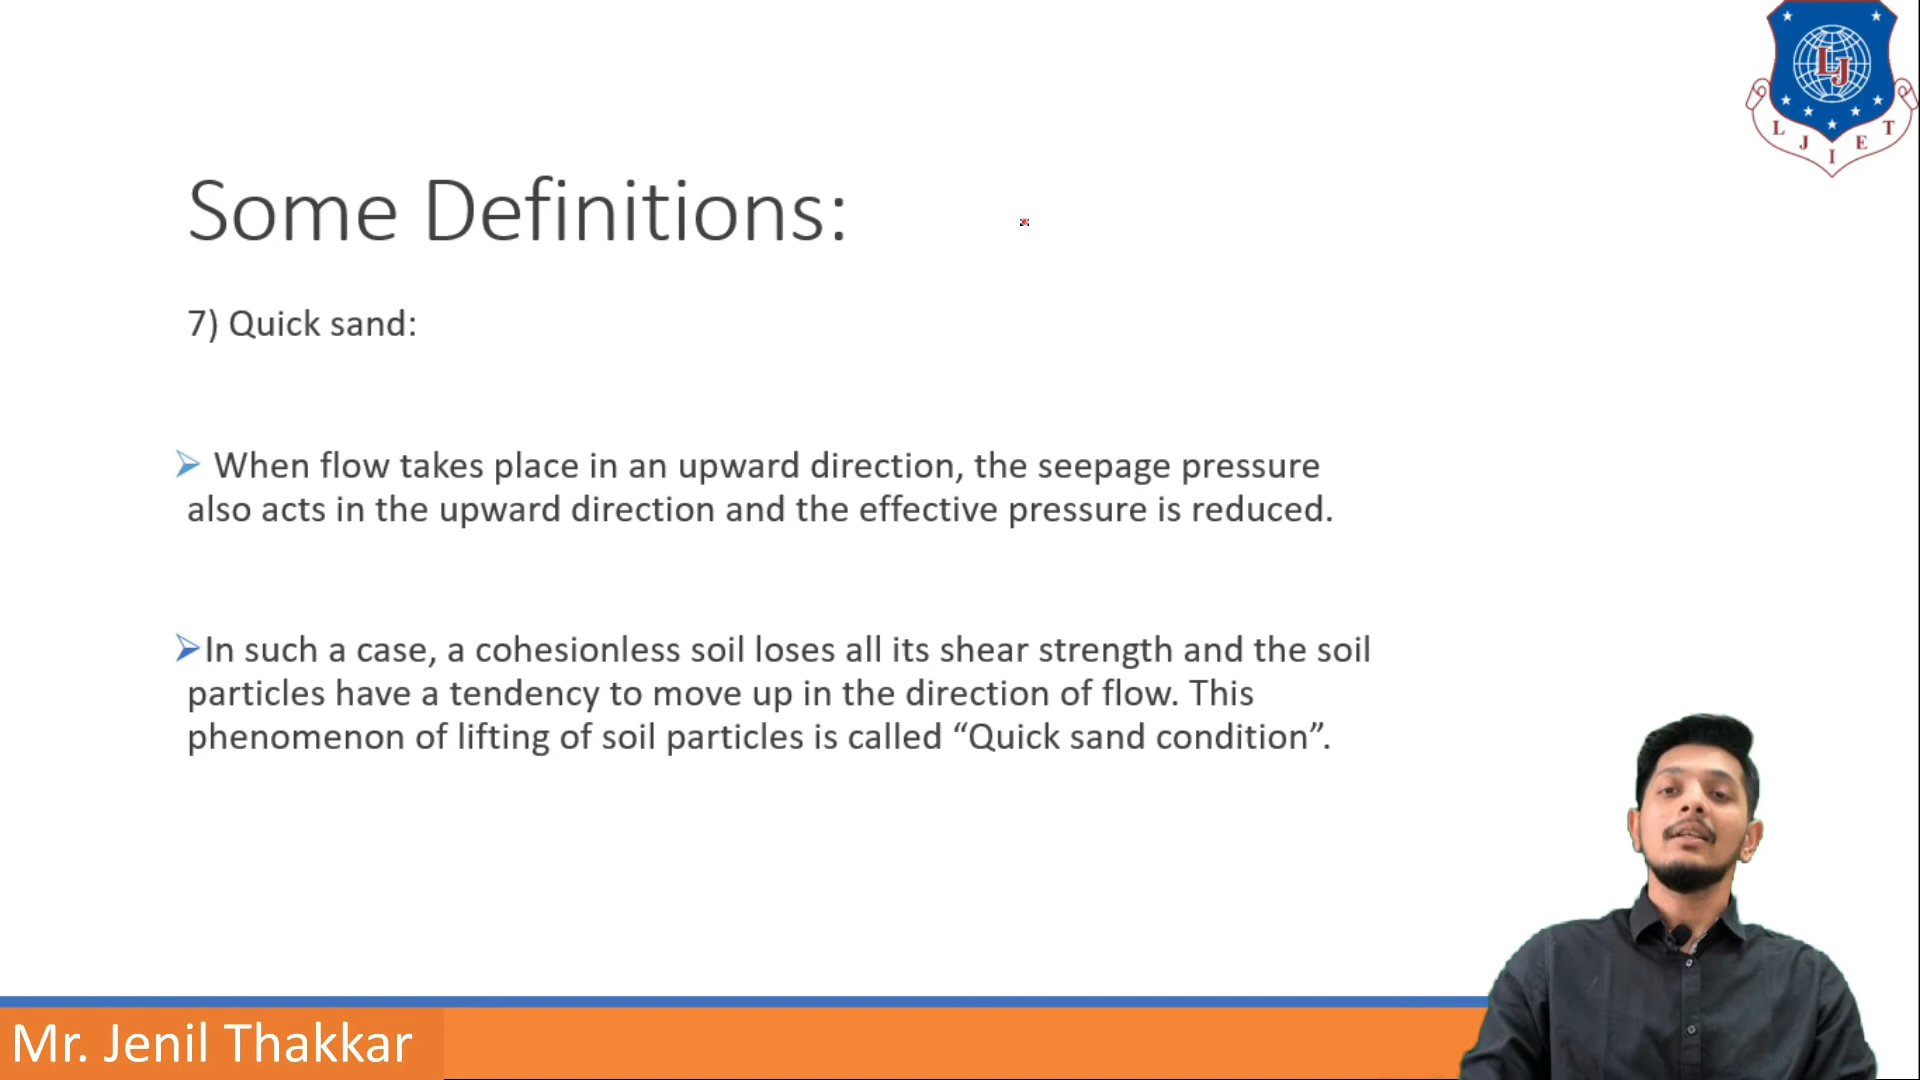 LJ
L J I E T
Some Definitions:
7) Quick sand:
When flow takes place in an upward direction, the seepage pressure
also acts in the upward direction and the effective pressure is reduced.
In such a case, a cohesionless soil loses all its shear strength and the soil
particles have a tendency to move up in the direction of flow. This
phenomenon of lifting of soil particles is called “Quick sand condition”.
Mr. Jenil Thakkar